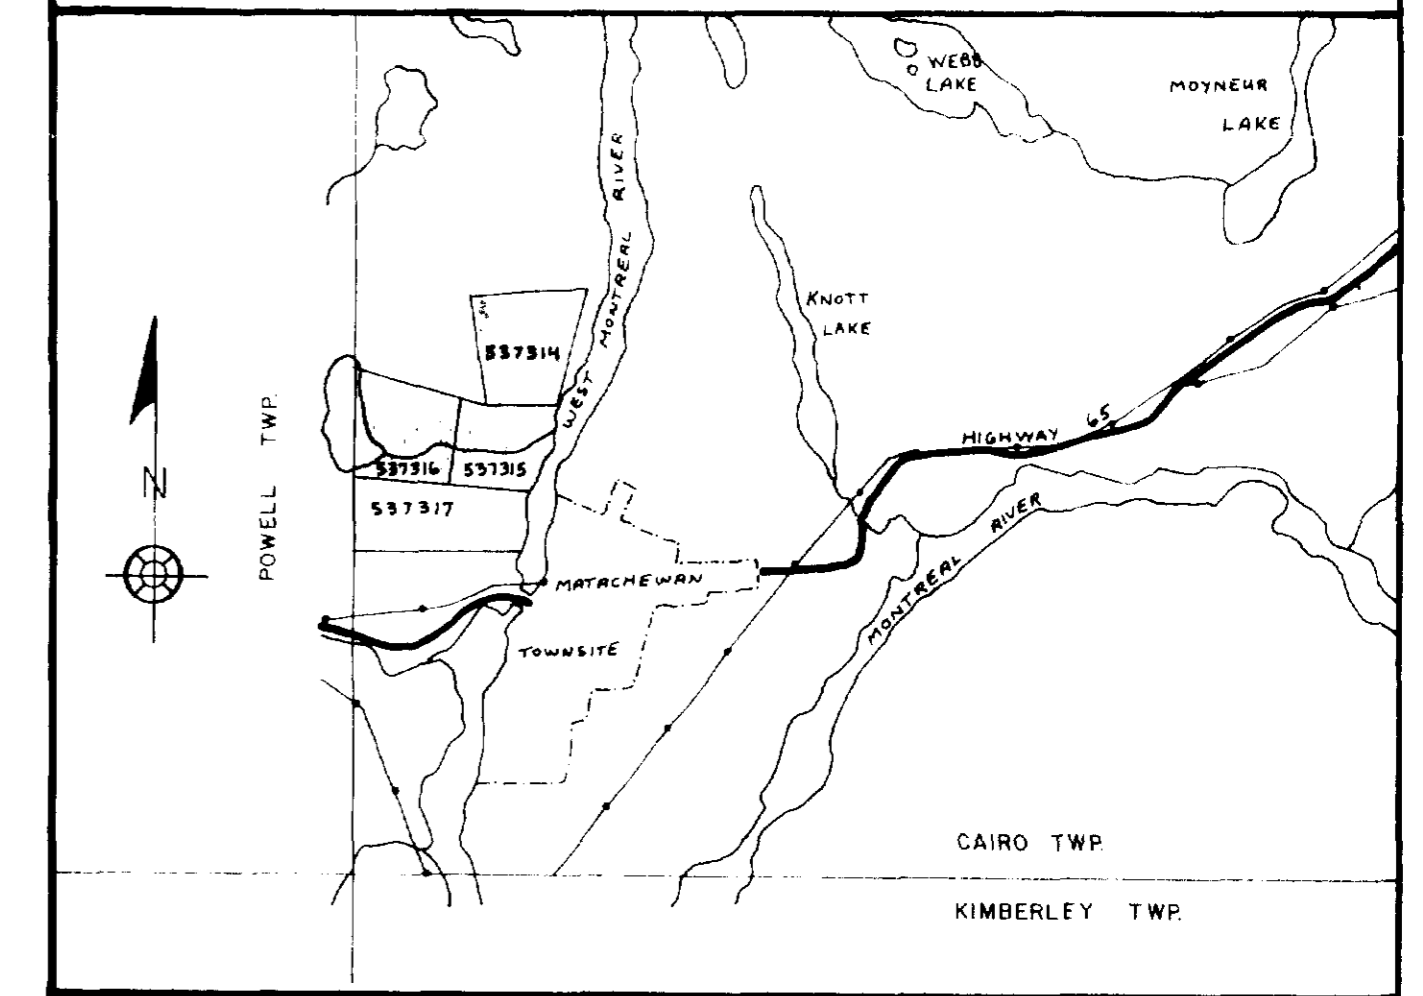 WEBB
LAKE
MOYNEUR
LAKE
WEST MONTREAL RIVER
KNOTT
LAKE
537314
POWELL TWP.
HIGHWAY 65
537316
537315
537317
N
MONTREAL RIVER
MATACHEWAN
TOWNSITE
CAIRO TWP.
KIMBERLEY TWP.